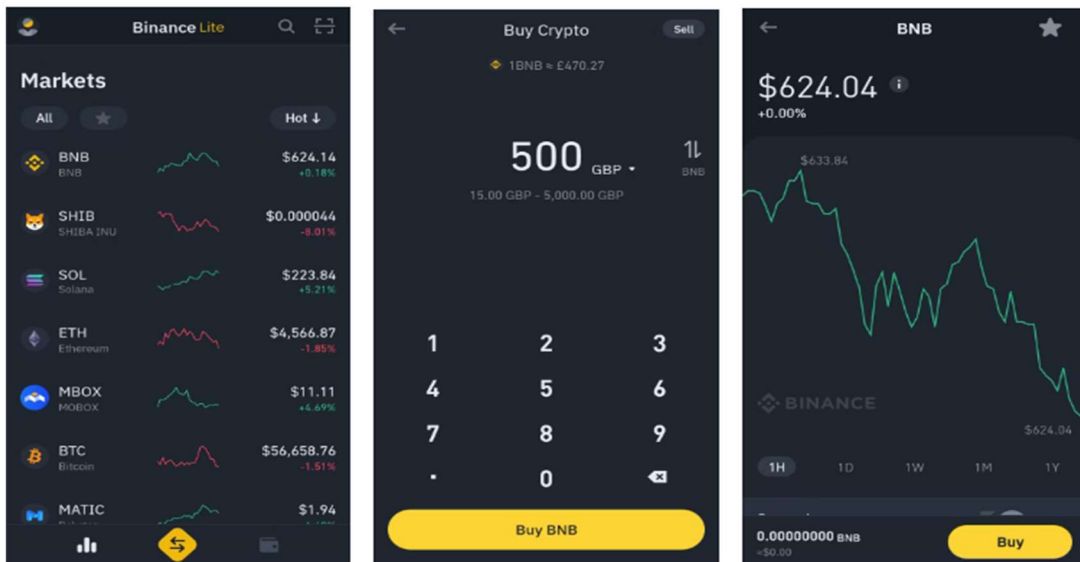 Binance Lite
Markets
All
Hot ↓
BNB
BNB
$624.14
+0.18%
SHIB
SHIBA INU
$0.000044
-8.01%
SOL
Solana
$223.84
+5.21%
ETH
Ethereum
$4,566.87
-1.85%
MBOX
MOBOX
$11.11
+4.69%
BTC
Bitcoin
$56,658.76
-1.51%
MATIC
$1.94
Buy Crypto
Sell
1BNB ≈ £470.27
500 GBP
BNB
15.00 GBP - 5,000.00 GBP
1 2 3
4 5 6
7 8 9
. 0
Buy BNB
BNB
$624.04
+0.00%
$633.84
BINANCE
$624.04
1H 1D 1W 1M 1Y
0.00000000 BNB
≈$0.00
Buy